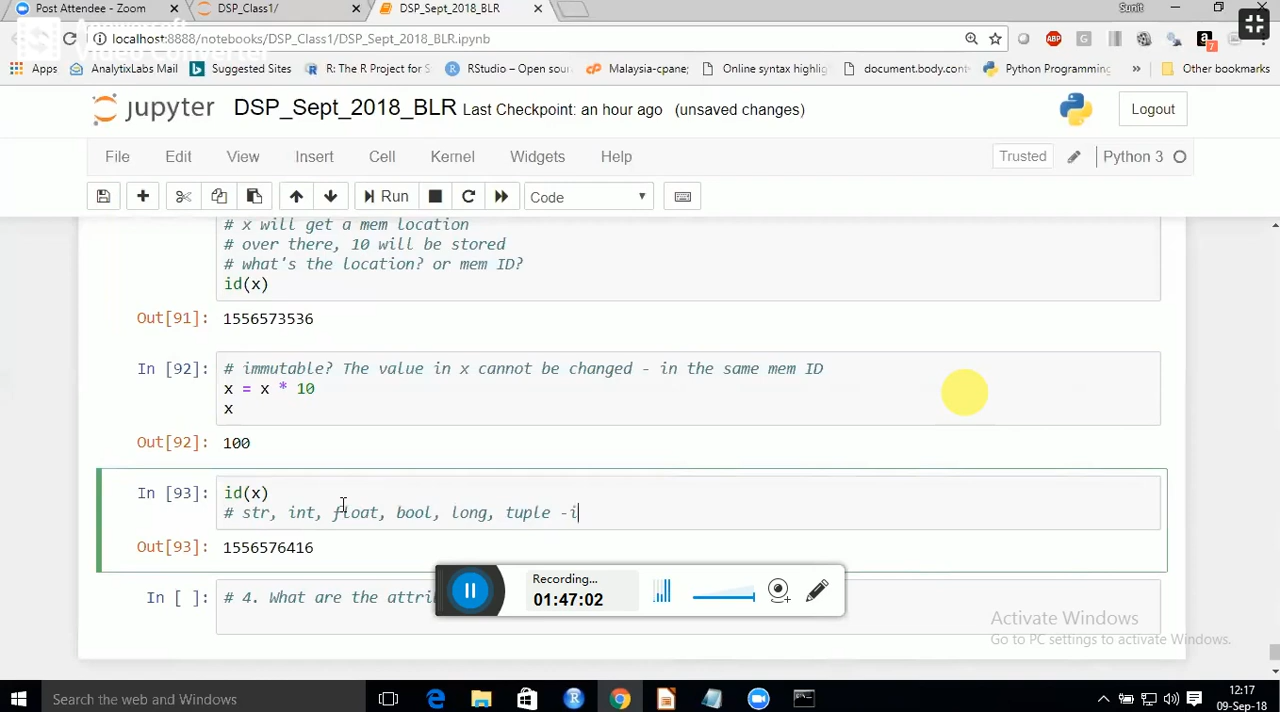 Post Attendee - Zoom
DSP_Class1/
DSP_Sept_2018_BLR
Sunit
localhost:8888/notebooks/DSP_Class1/DSP_Sept_2018_BLR.ipynb
Apps
AnalytixLabs Mail
Suggested Sites
R: The R Project for S
RStudio – Open sour
Malaysia-cpane;
Online syntax highlig
document.body.cont
Python Programming
Other bookmarks
jupyter
DSP_Sept_2018_BLR Last Checkpoint: an hour ago (unsaved changes)
Logout
File Edit View Insert Cell Kernel Widgets Help
Trusted
Python 3
Run
Code
# x will get a mem location
# over there, 10 will be stored
# what's the location? or mem ID?
id(x)
Out[91]: 1556573536
In [92]: # immutable? The value in x cannot be changed - in the same mem ID
x = x * 10
x
Out[92]: 100
In [93]: id(x)
# str, int, float, bool, long, tuple -i
Out[93]: 1556576416
Recording...
01:47:02
In [ ]: # 4. What are the attri
Activate Windows
Go to PC settings to activate Windows.
Search the web and Windows
12:17
09-Sep-18